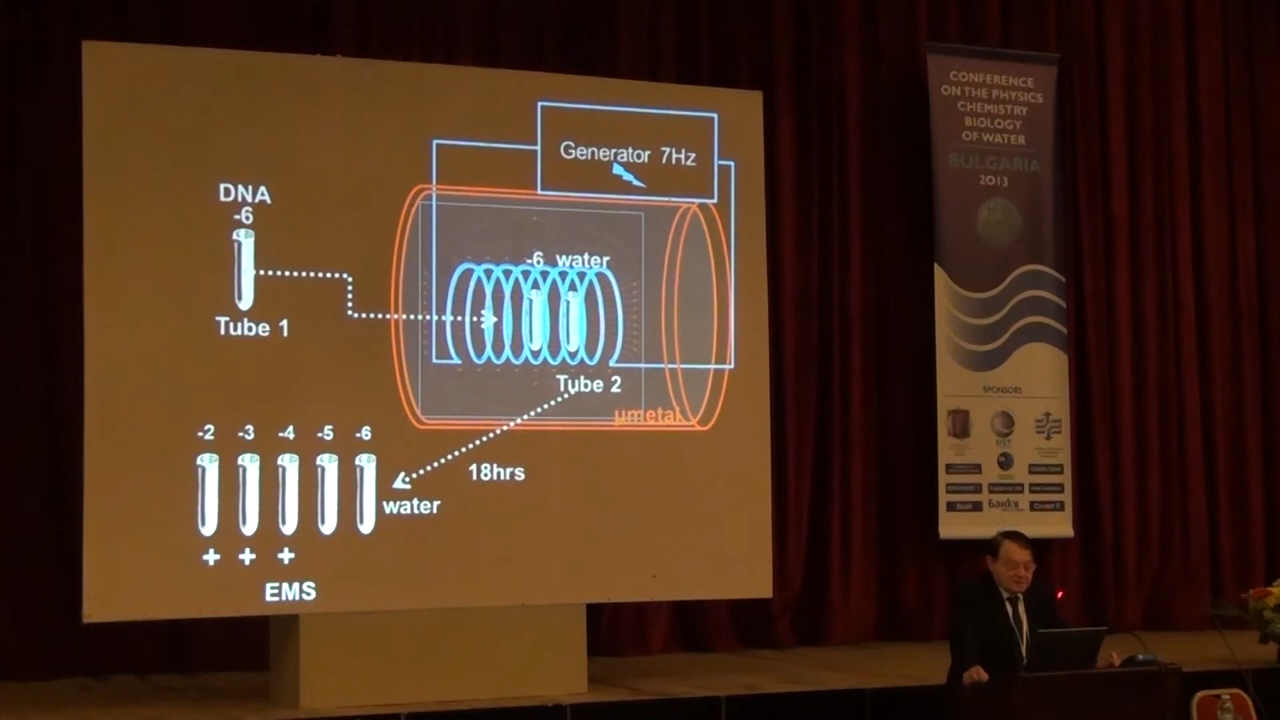 Generator 7Hz
DNA
-6
-6 water
Tube 1
Tube 2
µmetal
-2 -3 -4 -5 -6
18hrs
water
+ + +
EMS
CONFERENCE
ON THE PHYSICS
CHEMISTRY
BIOLOGY
OF WATER
BULGARIA
2013
SPONSORS
Банкя